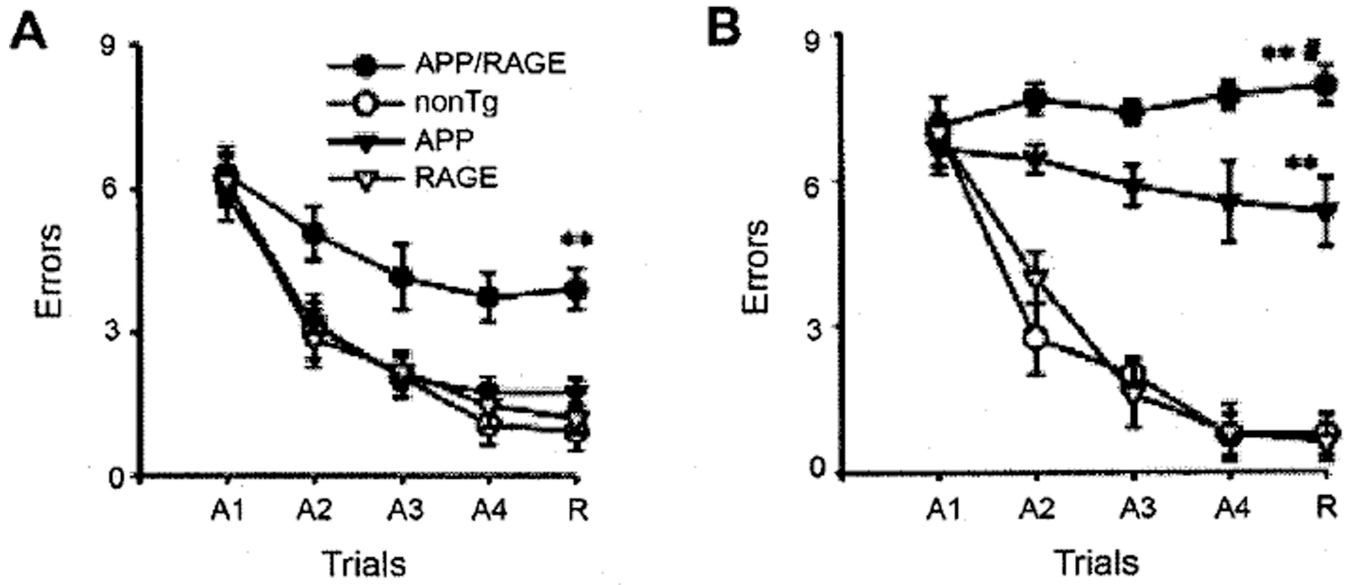 A
9
6
3
0
Errors
APP/RAGE
nonTg
APP
RAGE
**
A1 A2 A3 A4 R
Trials
B
9
6
3
0
Errors
** #
**
A1 A2 A3 A4 R
Trials